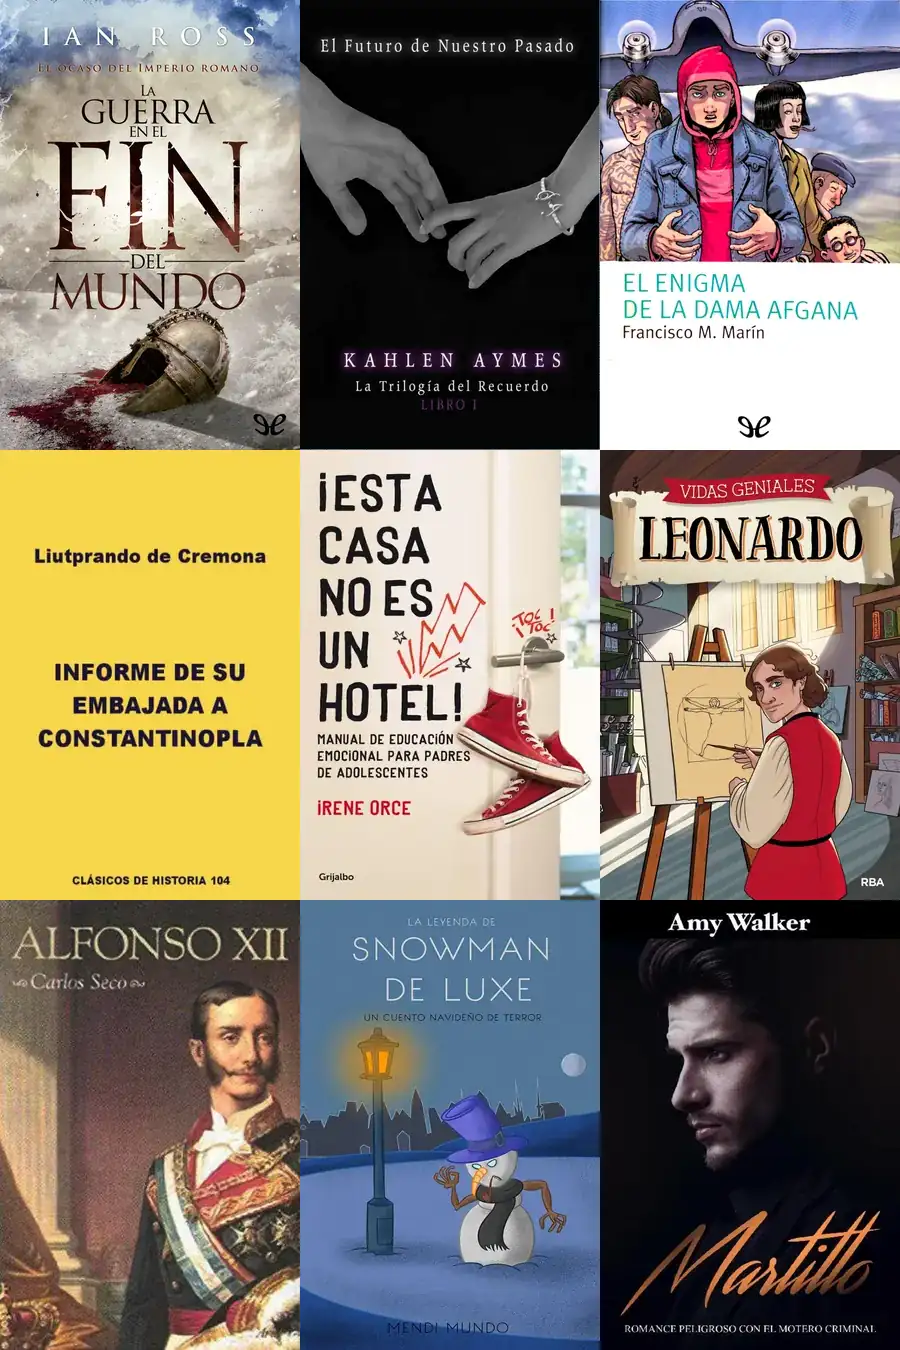 IAN ROSS
EL OCASO DEL IMPERIO ROMANO
LA
GUERRA
EN EL
FIN
DEL
MUNDO
El Futuro de Nuestro Pasado
KAHLEN AYMES
La Trilogía del Recuerdo
LIBRO I
EL ENIGMA
DE LA DAMA AFGANA
Francisco M. Marín
Liutprando de Cremona
INFORME DE SU
EMBAJADA A
CONSTANTINOPLA
CLÁSICOS DE HISTORIA 104
¡ESTA
CASA
NO ES
UN
HOTEL!
¡TOC!
¡TOC!
MANUAL DE EDUCACIÓN
EMOCIONAL PARA PADRES
DE ADOLESCENTES
IRENE ORCE
Grijalbo
VIDAS GENIALES
LEONARDO
RBA
ALFONSO XII
Carlos Seco
LA LEYENDA DE
SNOWMAN
DE LUXE
UN CUENTO NAVIDEÑO DE TERROR
MENDI MUNDO
Amy Walker
Martillo
ROMANCE PELIGROSO CON EL MOTERO CRIMINAL